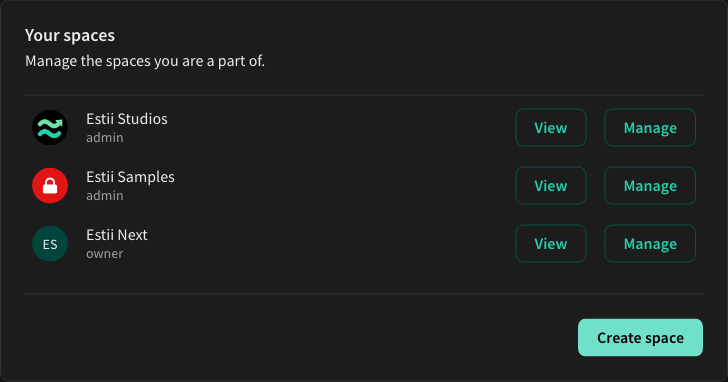 Your spaces
Manage the spaces you are a part of.
Estii Studios
admin
View
Manage
Estii Samples
admin
View
Manage
ES
Estii Next
owner
View
Manage
Create space